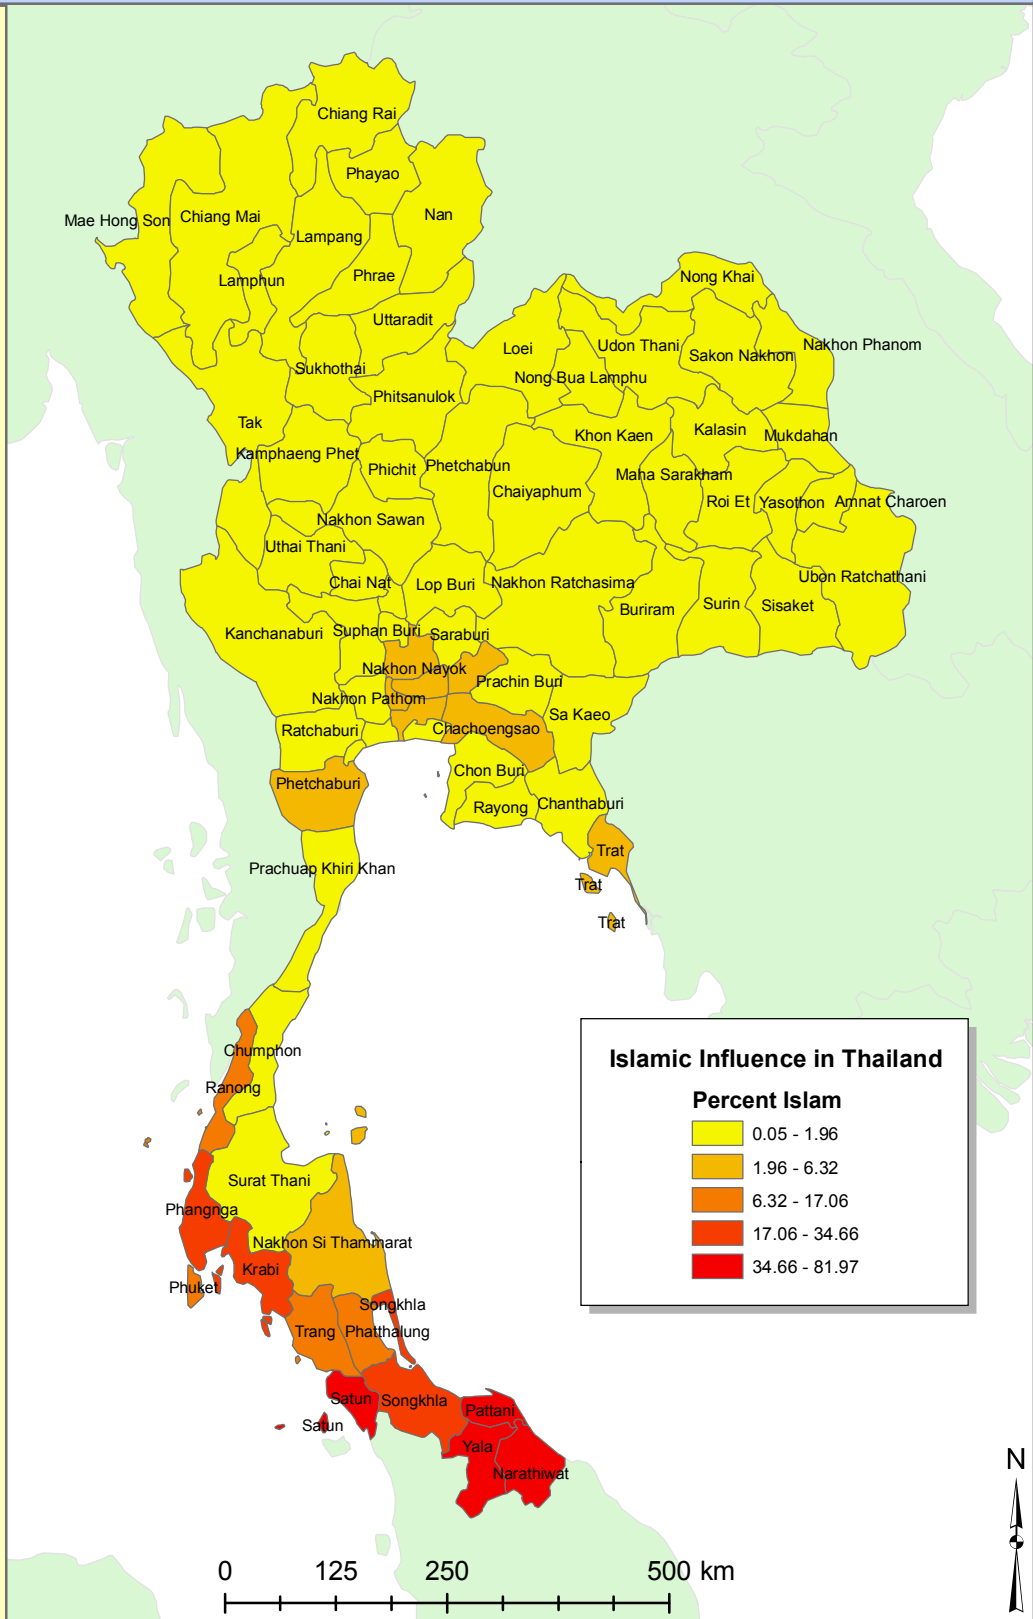 Chiang Rai
Phayao
Nan
Mae Hong Son
Chiang Mai
Lampang
Lamphun
Phrae
Nong Khai
Uttaradit
Loei
Udon Thani
Nakhon Phanom
Sakon Nakhon
Sukhothai
Nong Bua Lamphu
Phitsanulok
Tak
Khon Kaen
Kalasin
Mukdahan
Kamphaeng Phet
Phichit
Phetchabun
Maha Sarakham
Chaiyaphum
Roi Et
Yasothon
Amnat Charoen
Nakhon Sawan
Uthai Thani
Chai Nat
Lop Buri
Nakhon Ratchasima
Ubon Ratchathani
Buriram
Surin
Sisaket
Kanchanaburi
Suphan Buri
Saraburi
Nakhon Nayok
Prachin Buri
Nakhon Pathom
Sa Kaeo
Ratchaburi
Chachoengsao
Phetchaburi
Chon Buri
Rayong
Chanthaburi
Trat
Prachuap Khiri Khan
Trat
Trat
Chumphon
Ranong
Surat Thani
Phangnga
Nakhon Si Thammarat
Krabi
Phuket
Songkhla
Trang
Phatthalung
Satun
Songkhla
Pattani
Satun
Yala
Narathiwat
Islamic Influence in Thailand
Percent Islam
0.05 - 1.96
1.96 - 6.32
6.32 - 17.06
17.06 - 34.66
34.66 - 81.97
N
0 125 250 500 km